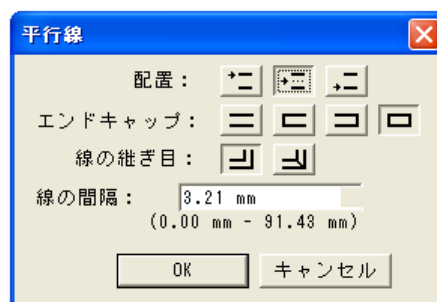 平行線
配置：
エンドキャップ：
線の継ぎ目：
線の間隔： 3.21 mm
(0.00 mm - 91.43 mm)
OK キャンセル